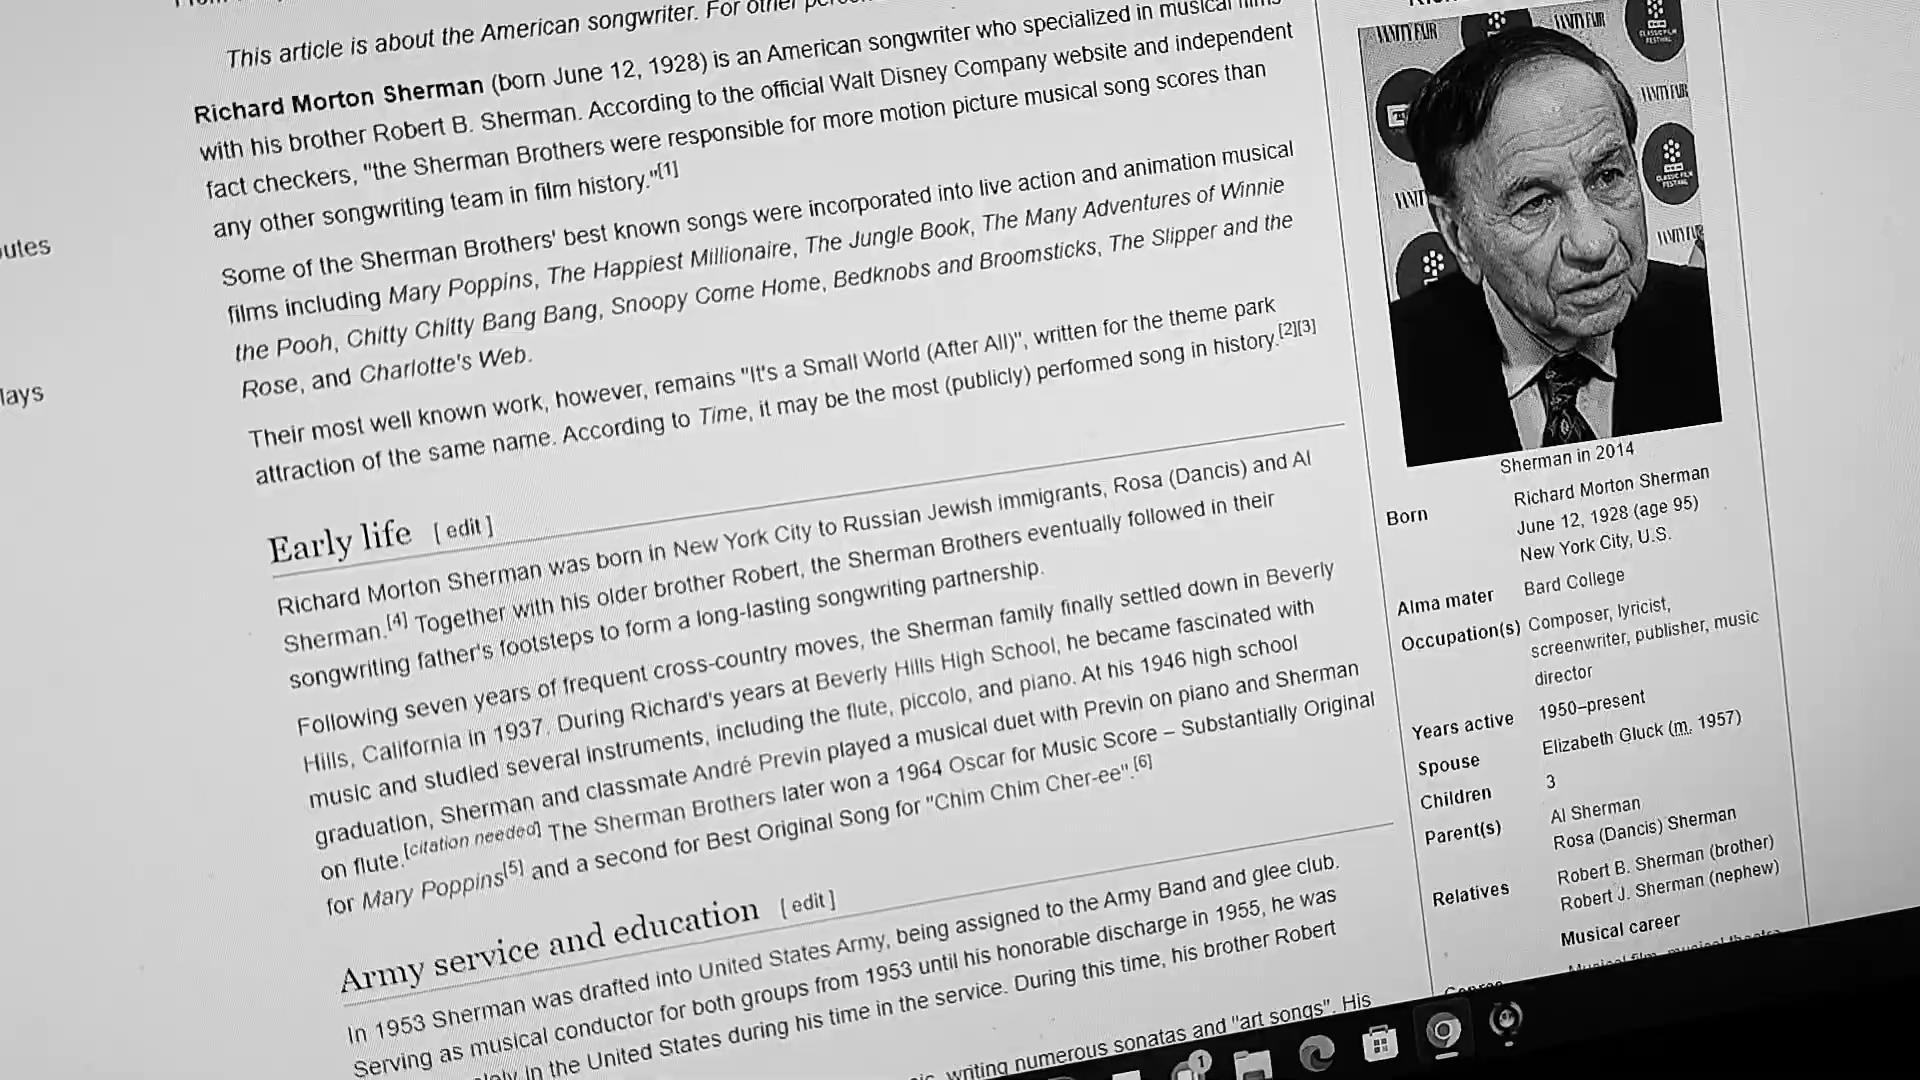 This article is about the American songwriter. For other
Richard Morton Sherman (born June 12, 1928) is an American songwriter who specialized in musical films
with his brother Robert B. Sherman. According to the official Walt Disney Company website and independent
fact checkers, "the Sherman Brothers were responsible for more motion picture musical song scores than
any other songwriting team in film history."[1]
Some of the Sherman Brothers' best known songs were incorporated into live action and animation musical
films including Mary Poppins, The Happiest Millionaire, The Jungle Book, The Many Adventures of Winnie
the Pooh, Chitty Chitty Bang Bang, Snoopy Come Home, Bedknobs and Broomsticks, The Slipper and the
Rose, and Charlotte's Web.
Their most well known work, however, remains "It's a Small World (After All)", written for the theme park
attraction of the same name. According to Time, it may be the most (publicly) performed song in history.[2][3]
utes
lays
Early life [ edit ]
Richard Morton Sherman was born in New York City to Russian Jewish immigrants, Rosa (Dancis) and Al
Sherman.[4] Together with his older brother Robert, the Sherman Brothers eventually followed in their
songwriting father's footsteps to form a long-lasting songwriting partnership.
Following seven years of frequent cross-country moves, the Sherman family finally settled down in Beverly
Hills, California in 1937. During Richard's years at Beverly Hills High School, he became fascinated with
music and studied several instruments, including the flute, piccolo, and piano. At his 1946 high school
graduation, Sherman and classmate André Previn played a musical duet with Previn on piano and Sherman
on flute.[citation needed] The Sherman Brothers later won a 1964 Oscar for Music Score – Substantially Original
for Mary Poppins[5] and a second for Best Original Song for "Chim Chim Cher-ee".[6]
Army service and education [ edit ]
In 1953 Sherman was drafted into United States Army, being assigned to the Army Band and glee club.
Serving as musical conductor for both groups from 1953 until his honorable discharge in 1955, he was
in the United States during his time in the service. During this time, his brother Robert
writing numerous sonatas and "art songs". His
VANITY FAIR
VANITY FAIR
CLASSIC FILM
FESTIVAL
VANITY FAIR
CLASSIC FILM
FESTIVAL
VANIT
VANITY FAIR
Sherman in 2014
Born Richard Morton Sherman
June 12, 1928 (age 95)
New York City, U.S.
Alma mater Bard College
Occupation(s) Composer, lyricist,
screenwriter, publisher, music
director
Years active 1950–present
Spouse Elizabeth Gluck (m. 1957)
Children 3
Parent(s) Al Sherman
Rosa (Dancis) Sherman
Relatives Robert B. Sherman (brother)
Robert J. Sherman (nephew)
Musical career
1